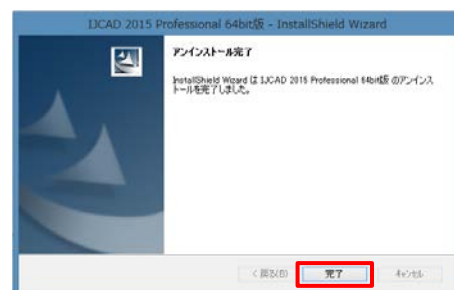 IJCAD 2015 Professional 64bit版 - InstallShield Wizard
アンインストール完了
InstallShield Wizard は IJCAD 2015 Professional 64bit版 のアンインス
トールを完了しました。
< 戻る(B)
完了
キャンセル